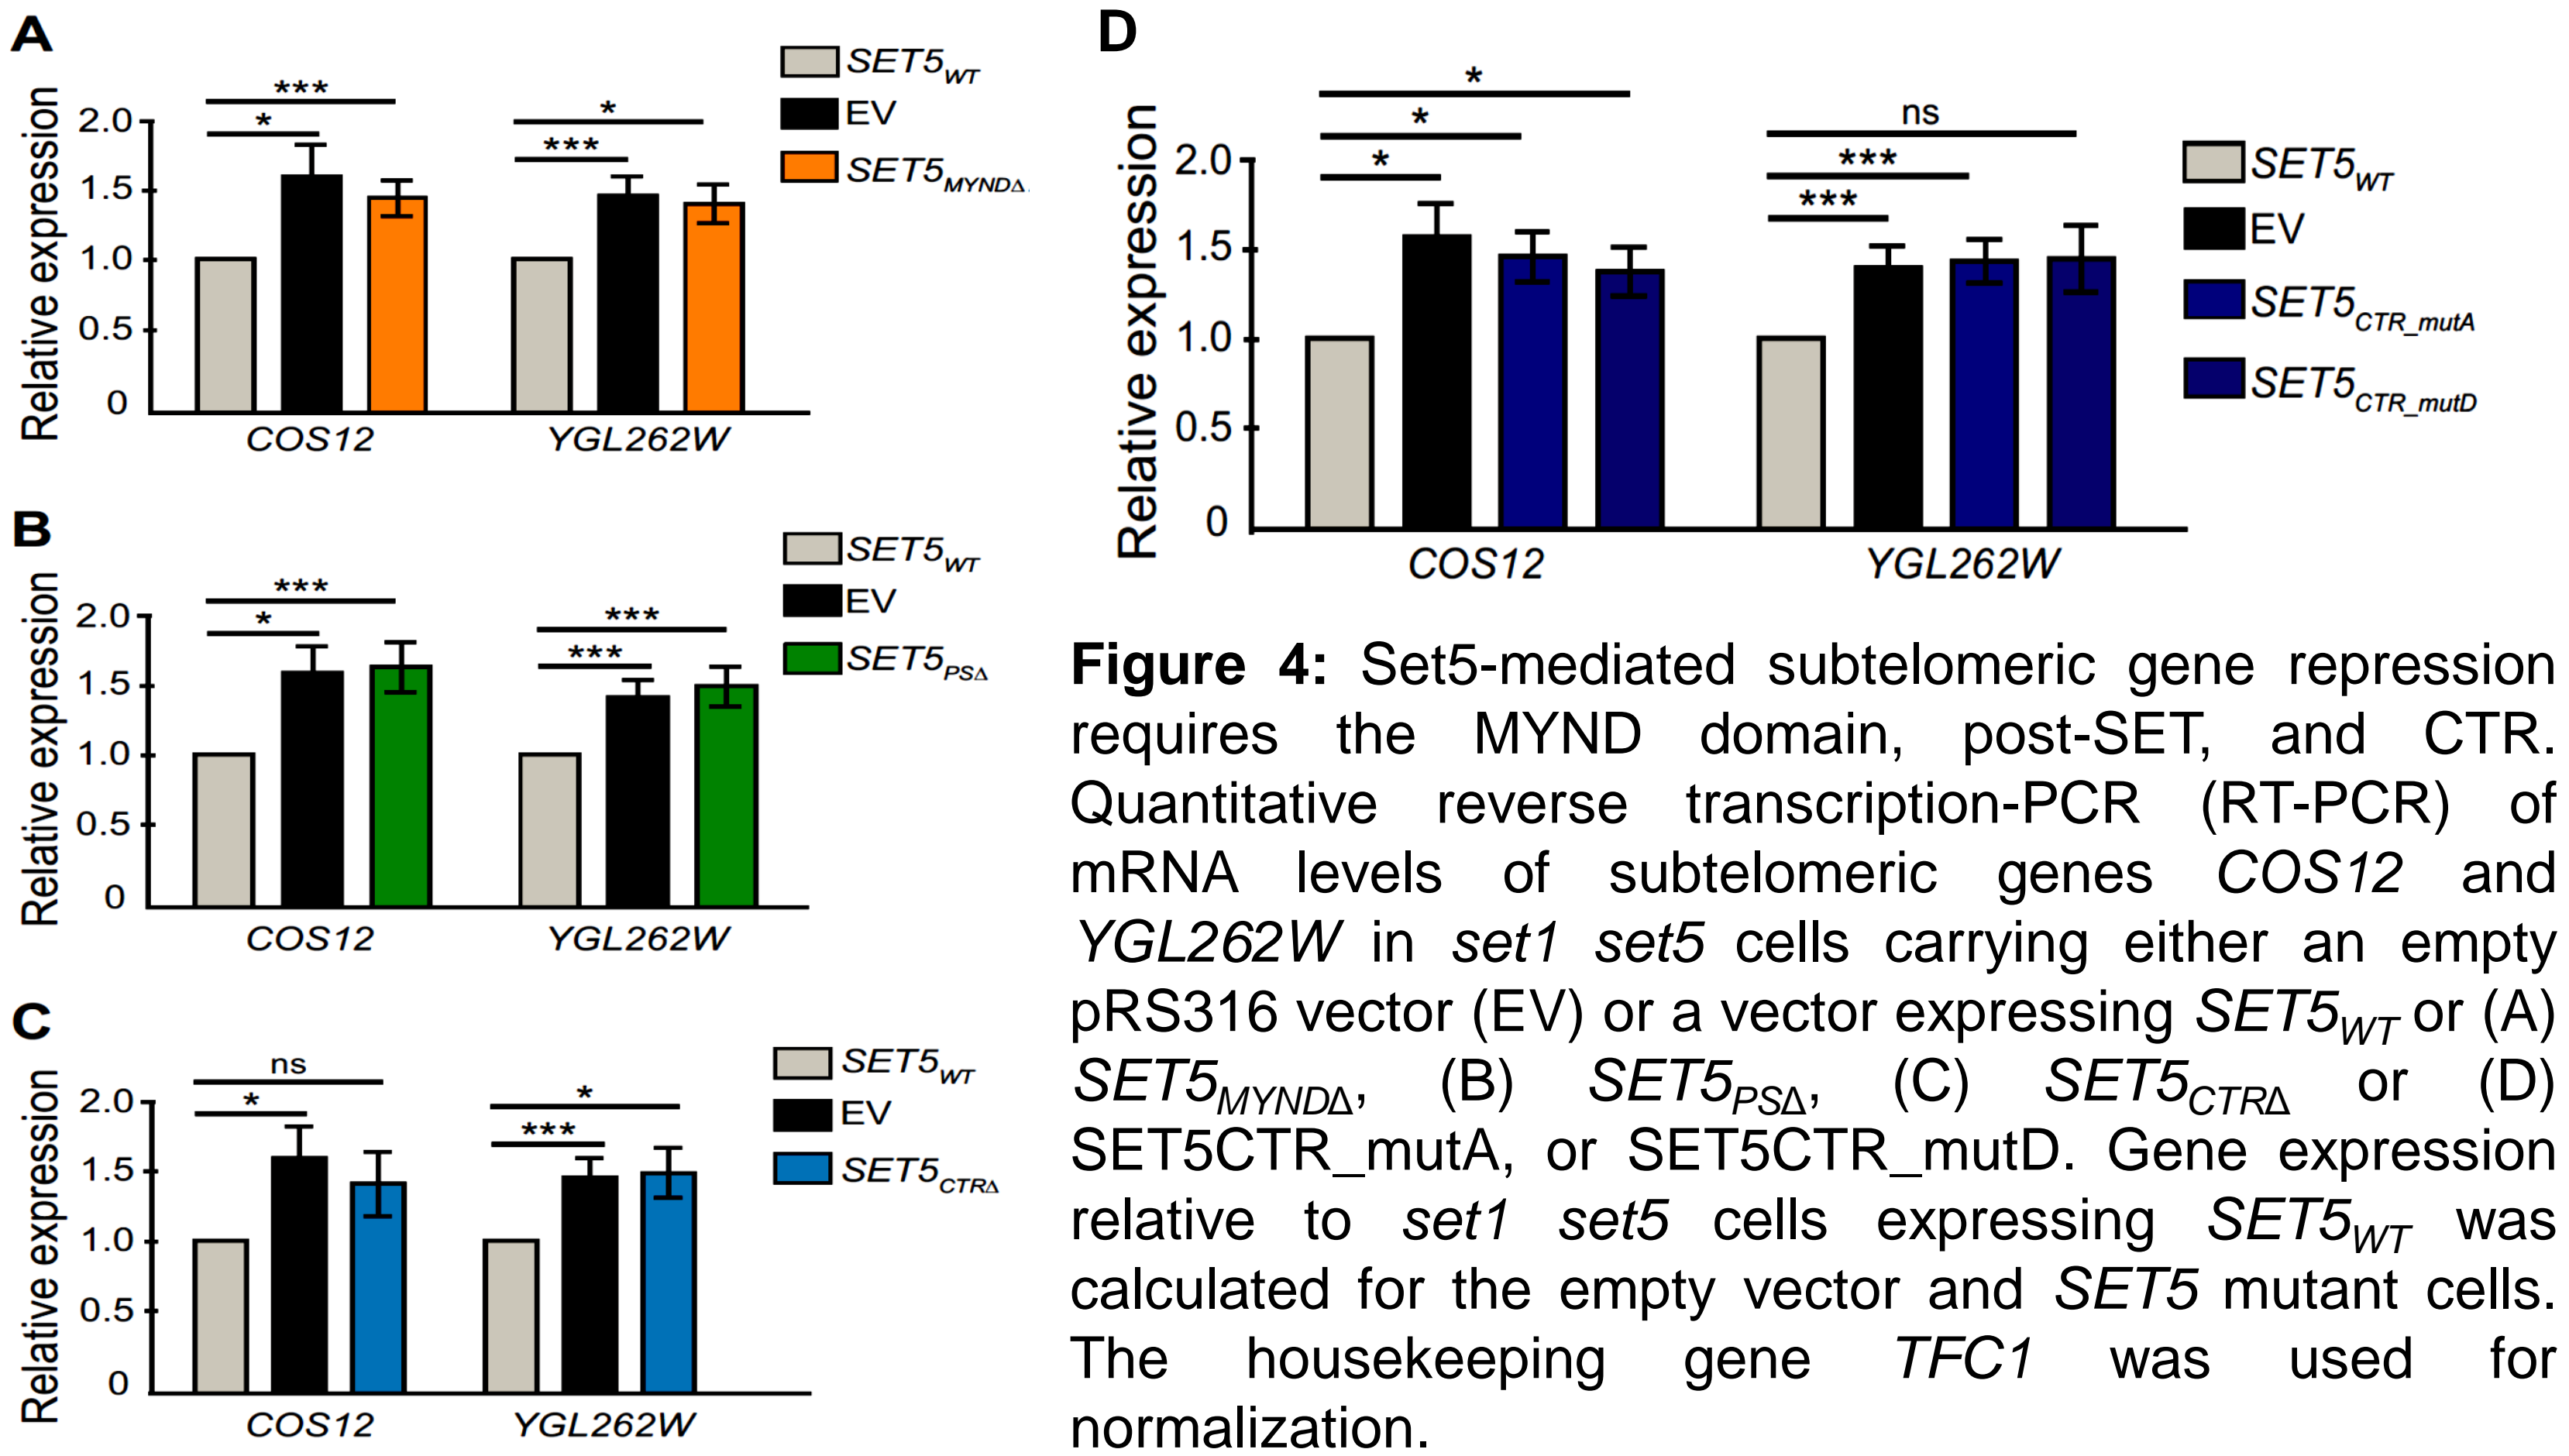 A
SET5WT
EV
SET5MYNDΔ
***
*
*
***
Relative expression
2.0
1.5
1.0
0.5
0
COS12
YGL262W
B
SET5WT
EV
SET5PSΔ
***
*
***
***
Relative expression
2.0
1.5
1.0
0.5
0
COS12
YGL262W
C
SET5WT
EV
SET5CTRΔ
ns
*
*
***
Relative expression
2.0
1.5
1.0
0.5
0
COS12
YGL262W
D
*
*
*
ns
***
***
SET5WT
EV
SET5CTR_mutA
SET5CTR_mutD
Relative expression
2.0
1.5
1.0
0.5
0
COS12
YGL262W
Figure 4: Set5-mediated subtelomeric gene repression
requires the MYND domain, post-SET, and CTR.
Quantitative reverse transcription-PCR (RT-PCR) of
mRNA levels of subtelomeric genes COS12 and
YGL262W in set1 set5 cells carrying either an empty
pRS316 vector (EV) or a vector expressing SET5WT or (A)
SET5MYNDΔ, (B) SET5PSΔ, (C) SET5CTRΔ or (D)
SET5CTR_mutA, or SET5CTR_mutD. Gene expression
relative to set1 set5 cells expressing SET5WT was
calculated for the empty vector and SET5 mutant cells.
The housekeeping gene TFC1 was used for
normalization.